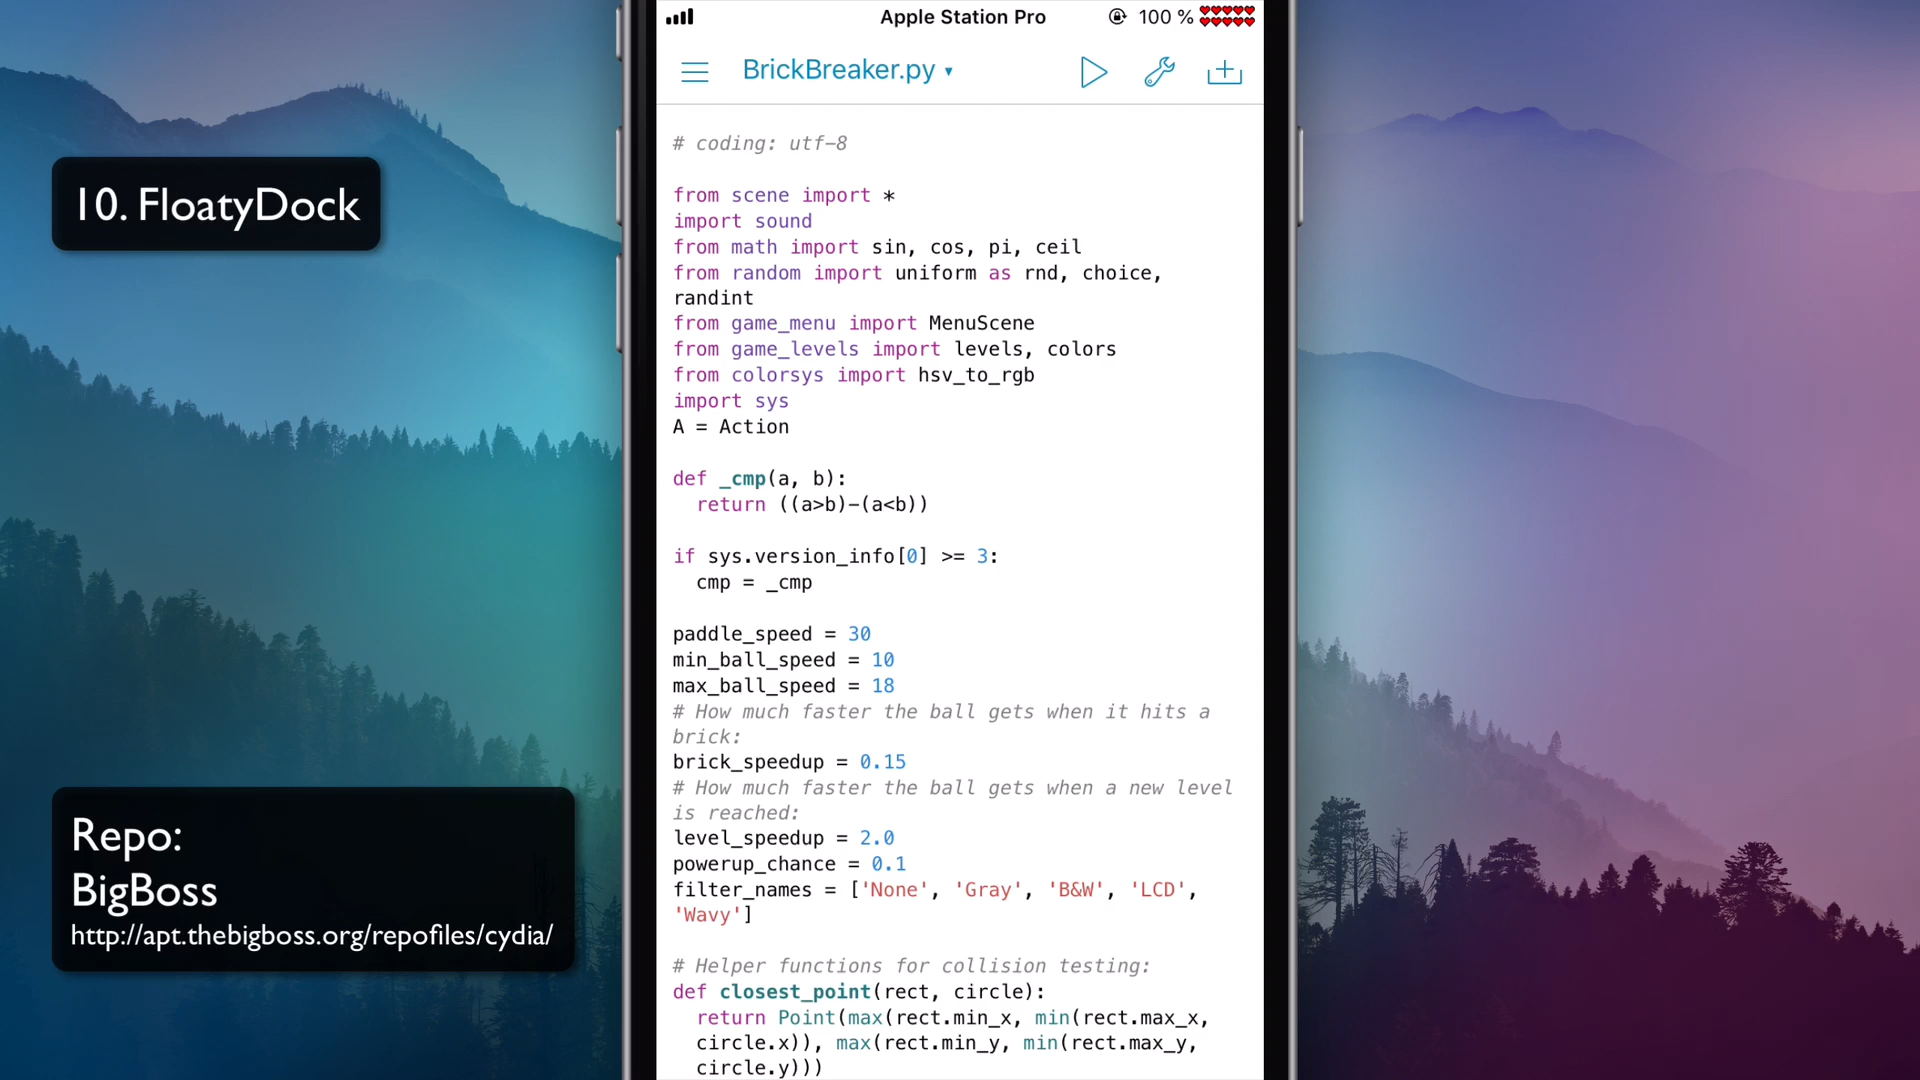 10. FloatyDock
Repo:
BigBoss
http://apt.thebigboss.org/repofiles/cydia/
Apple Station Pro
100 %
BrickBreaker.py ▾
# coding: utf-8
from scene import *
import sound
from math import sin, cos, pi, ceil
from random import uniform as rnd, choice,
randint
from game_menu import MenuScene
from game_levels import levels, colors
from colorsys import hsv_to_rgb
import sys
A = Action
def _cmp(a, b):
  return ((a>b)-(a<b))
if sys.version_info[0] >= 3:
  cmp = _cmp
paddle_speed = 30
min_ball_speed = 10
max_ball_speed = 18
# How much faster the ball gets when it hits a
brick:
brick_speedup = 0.15
# How much faster the ball gets when a new level
is reached:
level_speedup = 2.0
powerup_chance = 0.1
filter_names = ['None', 'Gray', 'B&W', 'LCD',
'Wavy']
# Helper functions for collision testing:
def closest_point(rect, circle):
  return Point(max(rect.min_x, min(rect.max_x,
  circle.x)), max(rect.min_y, min(rect.max_y,
  circle.y)))